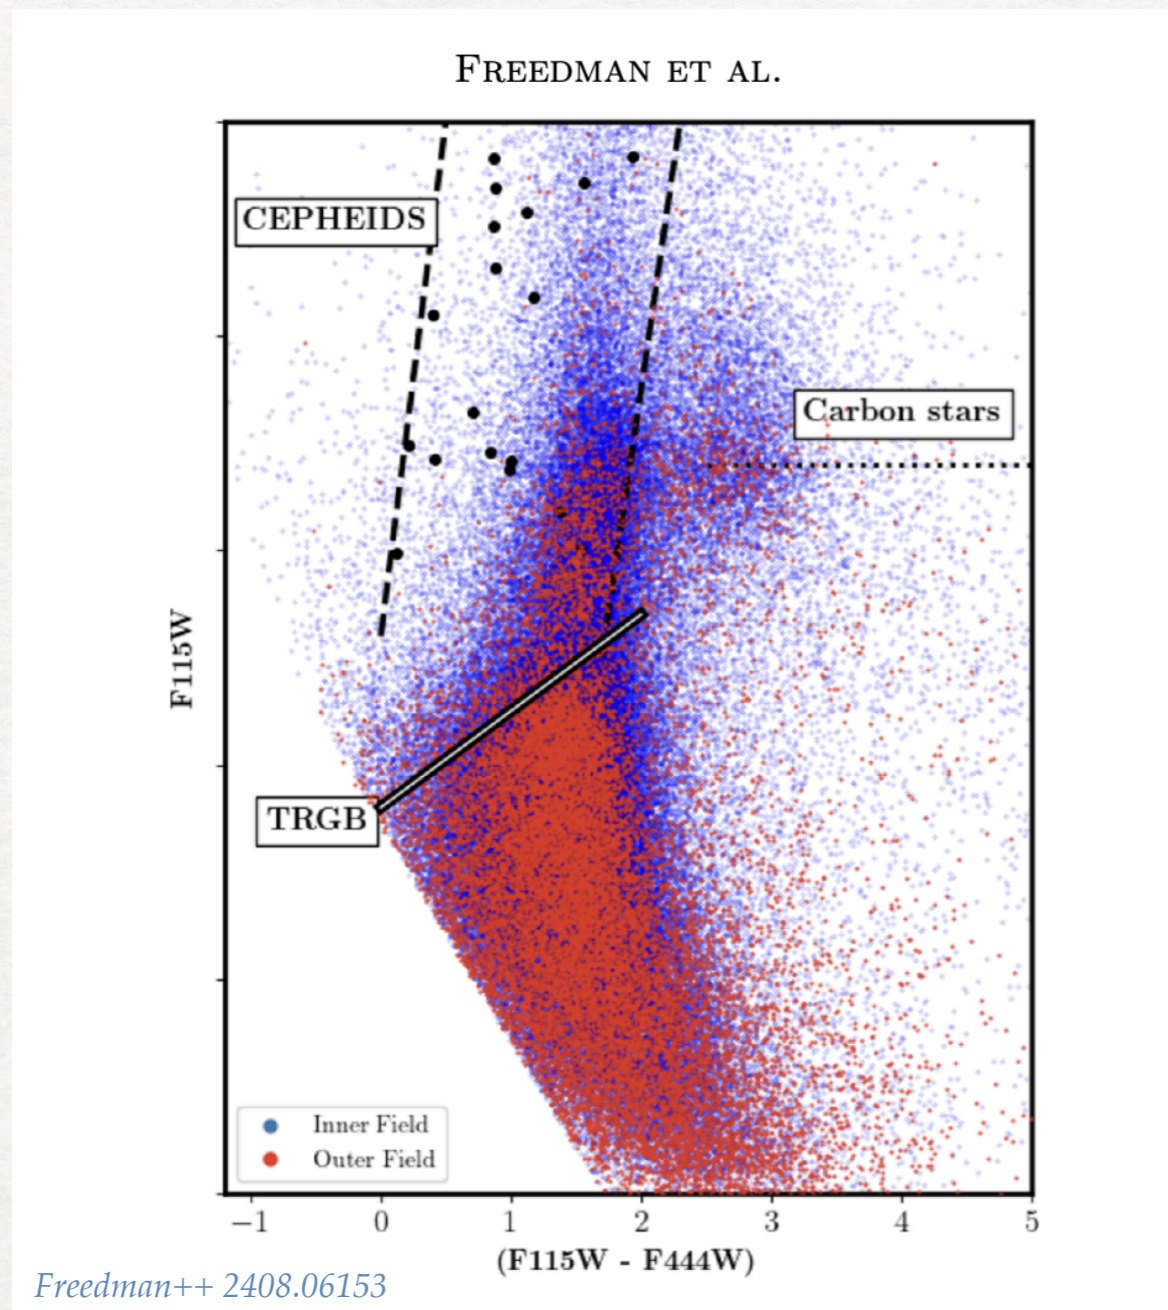 FREEDMAN ET AL.
CEPHEIDS
Carbon stars
F115W
TRGB
Inner Field
Outer Field
−1 0 1 2 3 4 5
(F115W - F444W)
Freedman++ 2408.06153